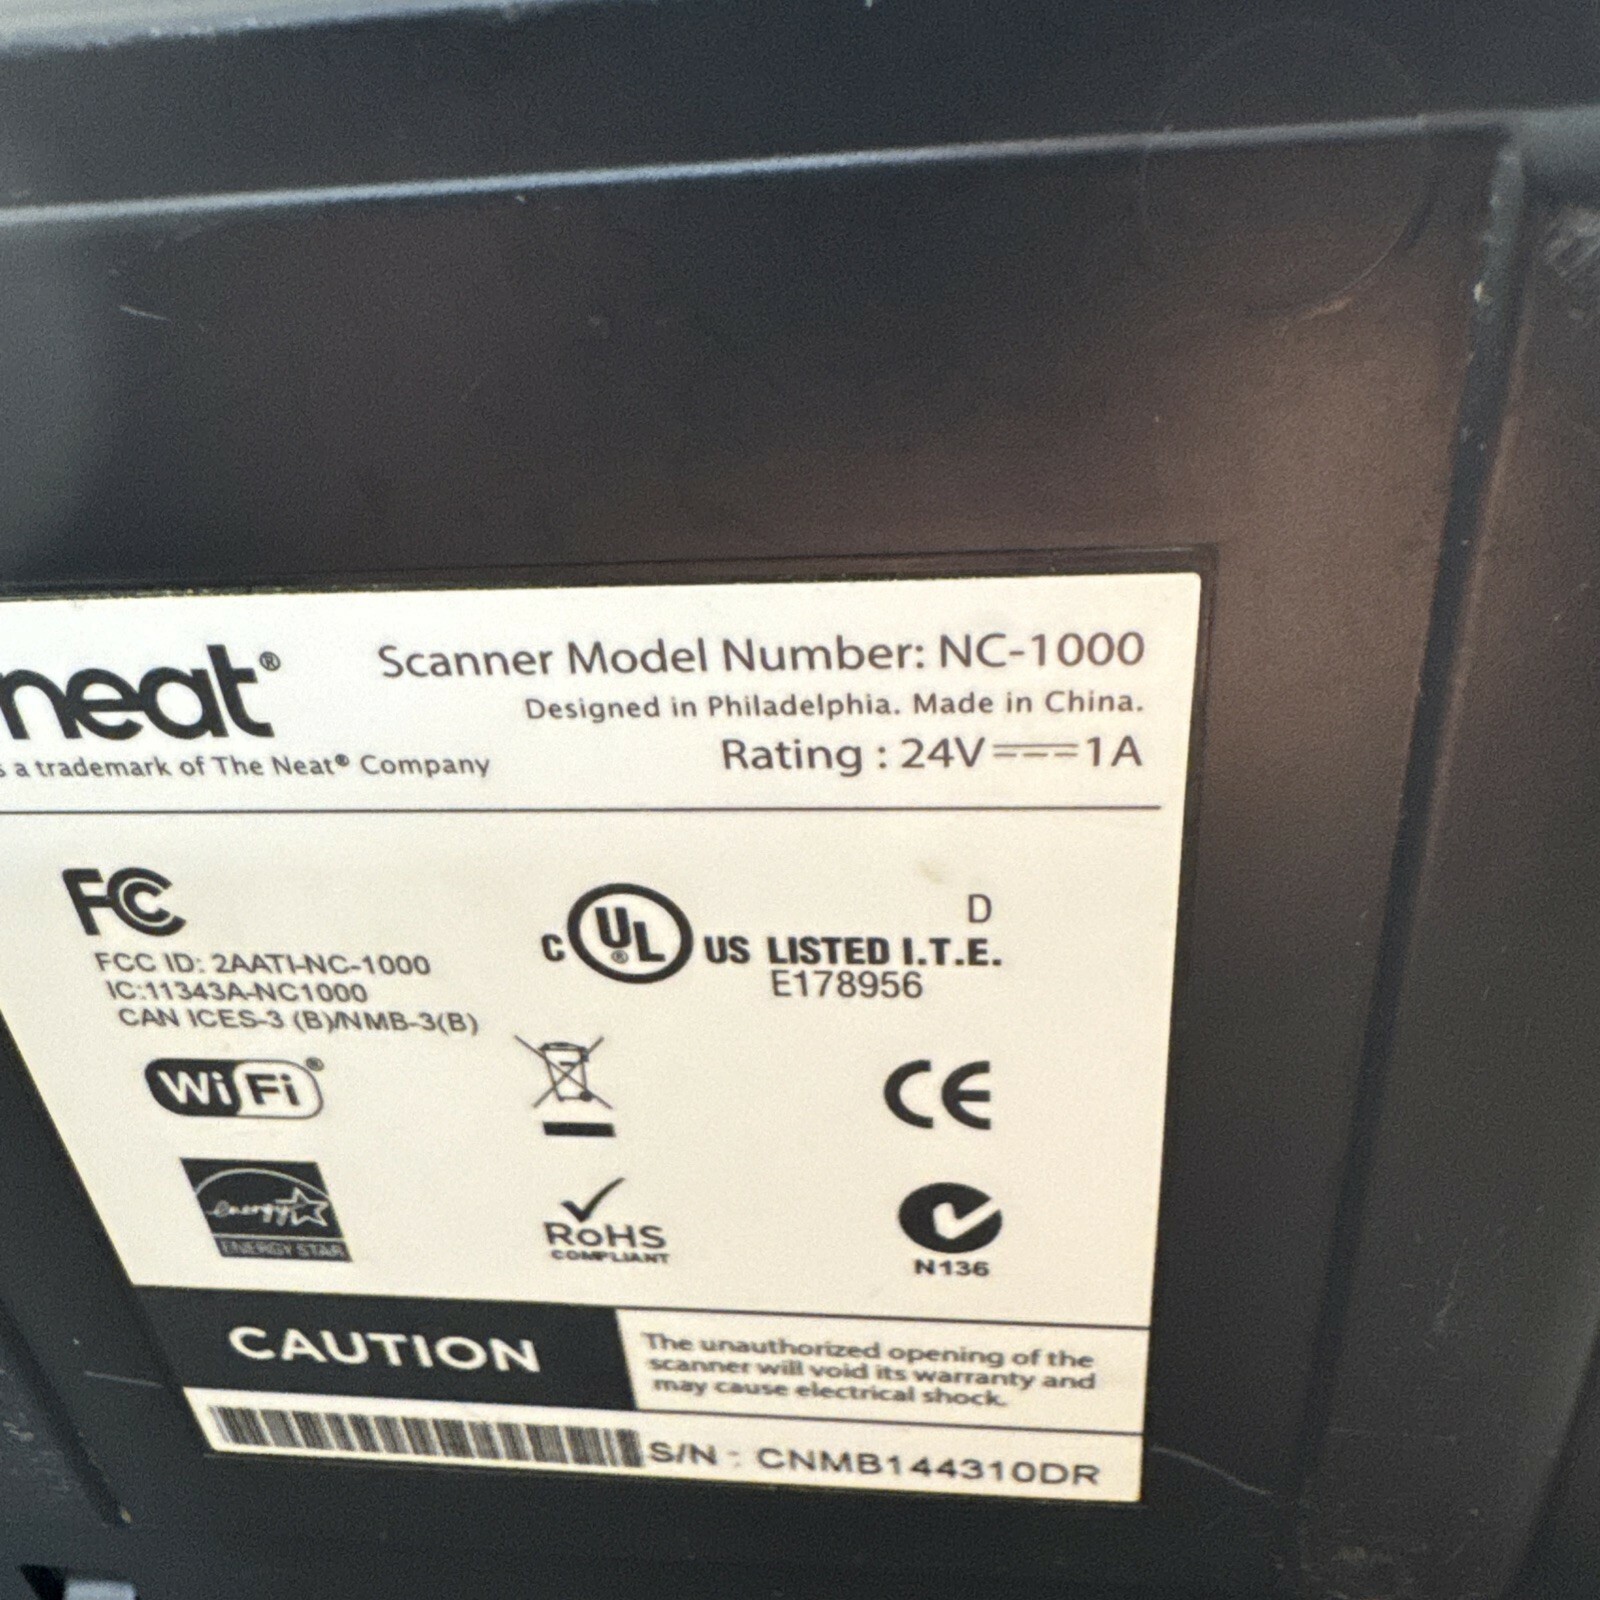 neat®
Scanner Model Number: NC-1000
Designed in Philadelphia. Made in China.
a trademark of The Neat® Company
Rating : 24V⎓1A
FC
FCC ID: 2AATI-NC-1000
IC:11343A-NC1000
CAN ICES-3 (B)/NMB-3(B)
C UL® US LISTED I.T.E.
D
E178956
WiFi®
CE
energy
ENERGY STAR
RoHS
COMPLIANT
N136
CAUTION
The unauthorized opening of the
scanner will void its warranty and
may cause electrical shock.
S/N : CNMB144310DR